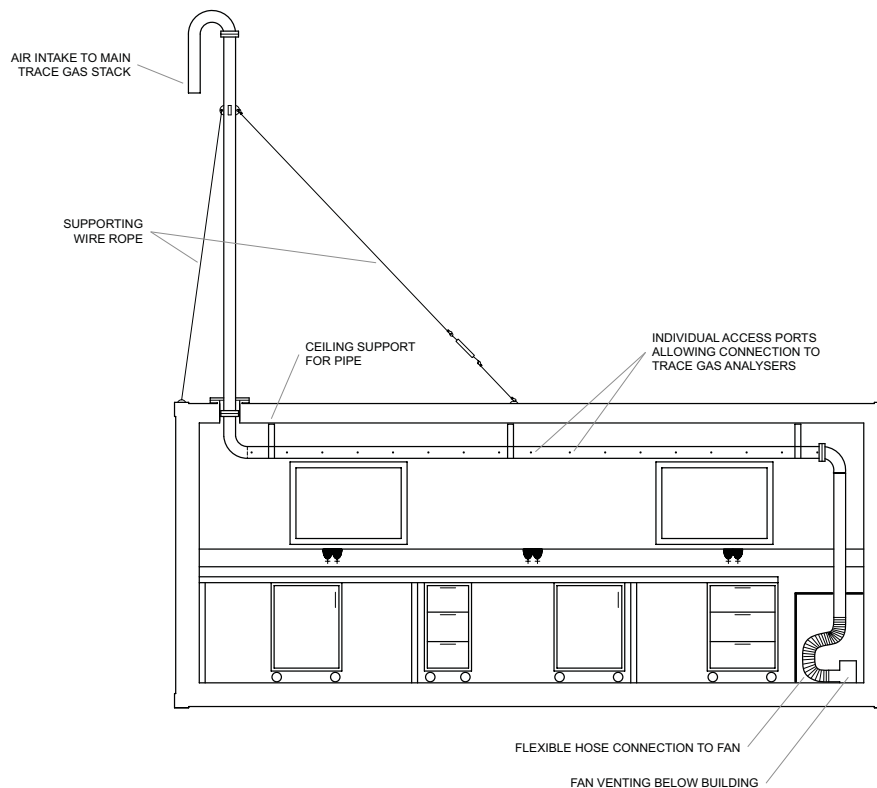 AIR INTAKE TO MAIN
TRACE GAS STACK
SUPPORTING
WIRE ROPE
CEILING SUPPORT
FOR PIPE
INDIVIDUAL ACCESS PORTS
ALLOWING CONNECTION TO
TRACE GAS ANALYSERS
FLEXIBLE HOSE CONNECTION TO FAN
FAN VENTING BELOW BUILDING